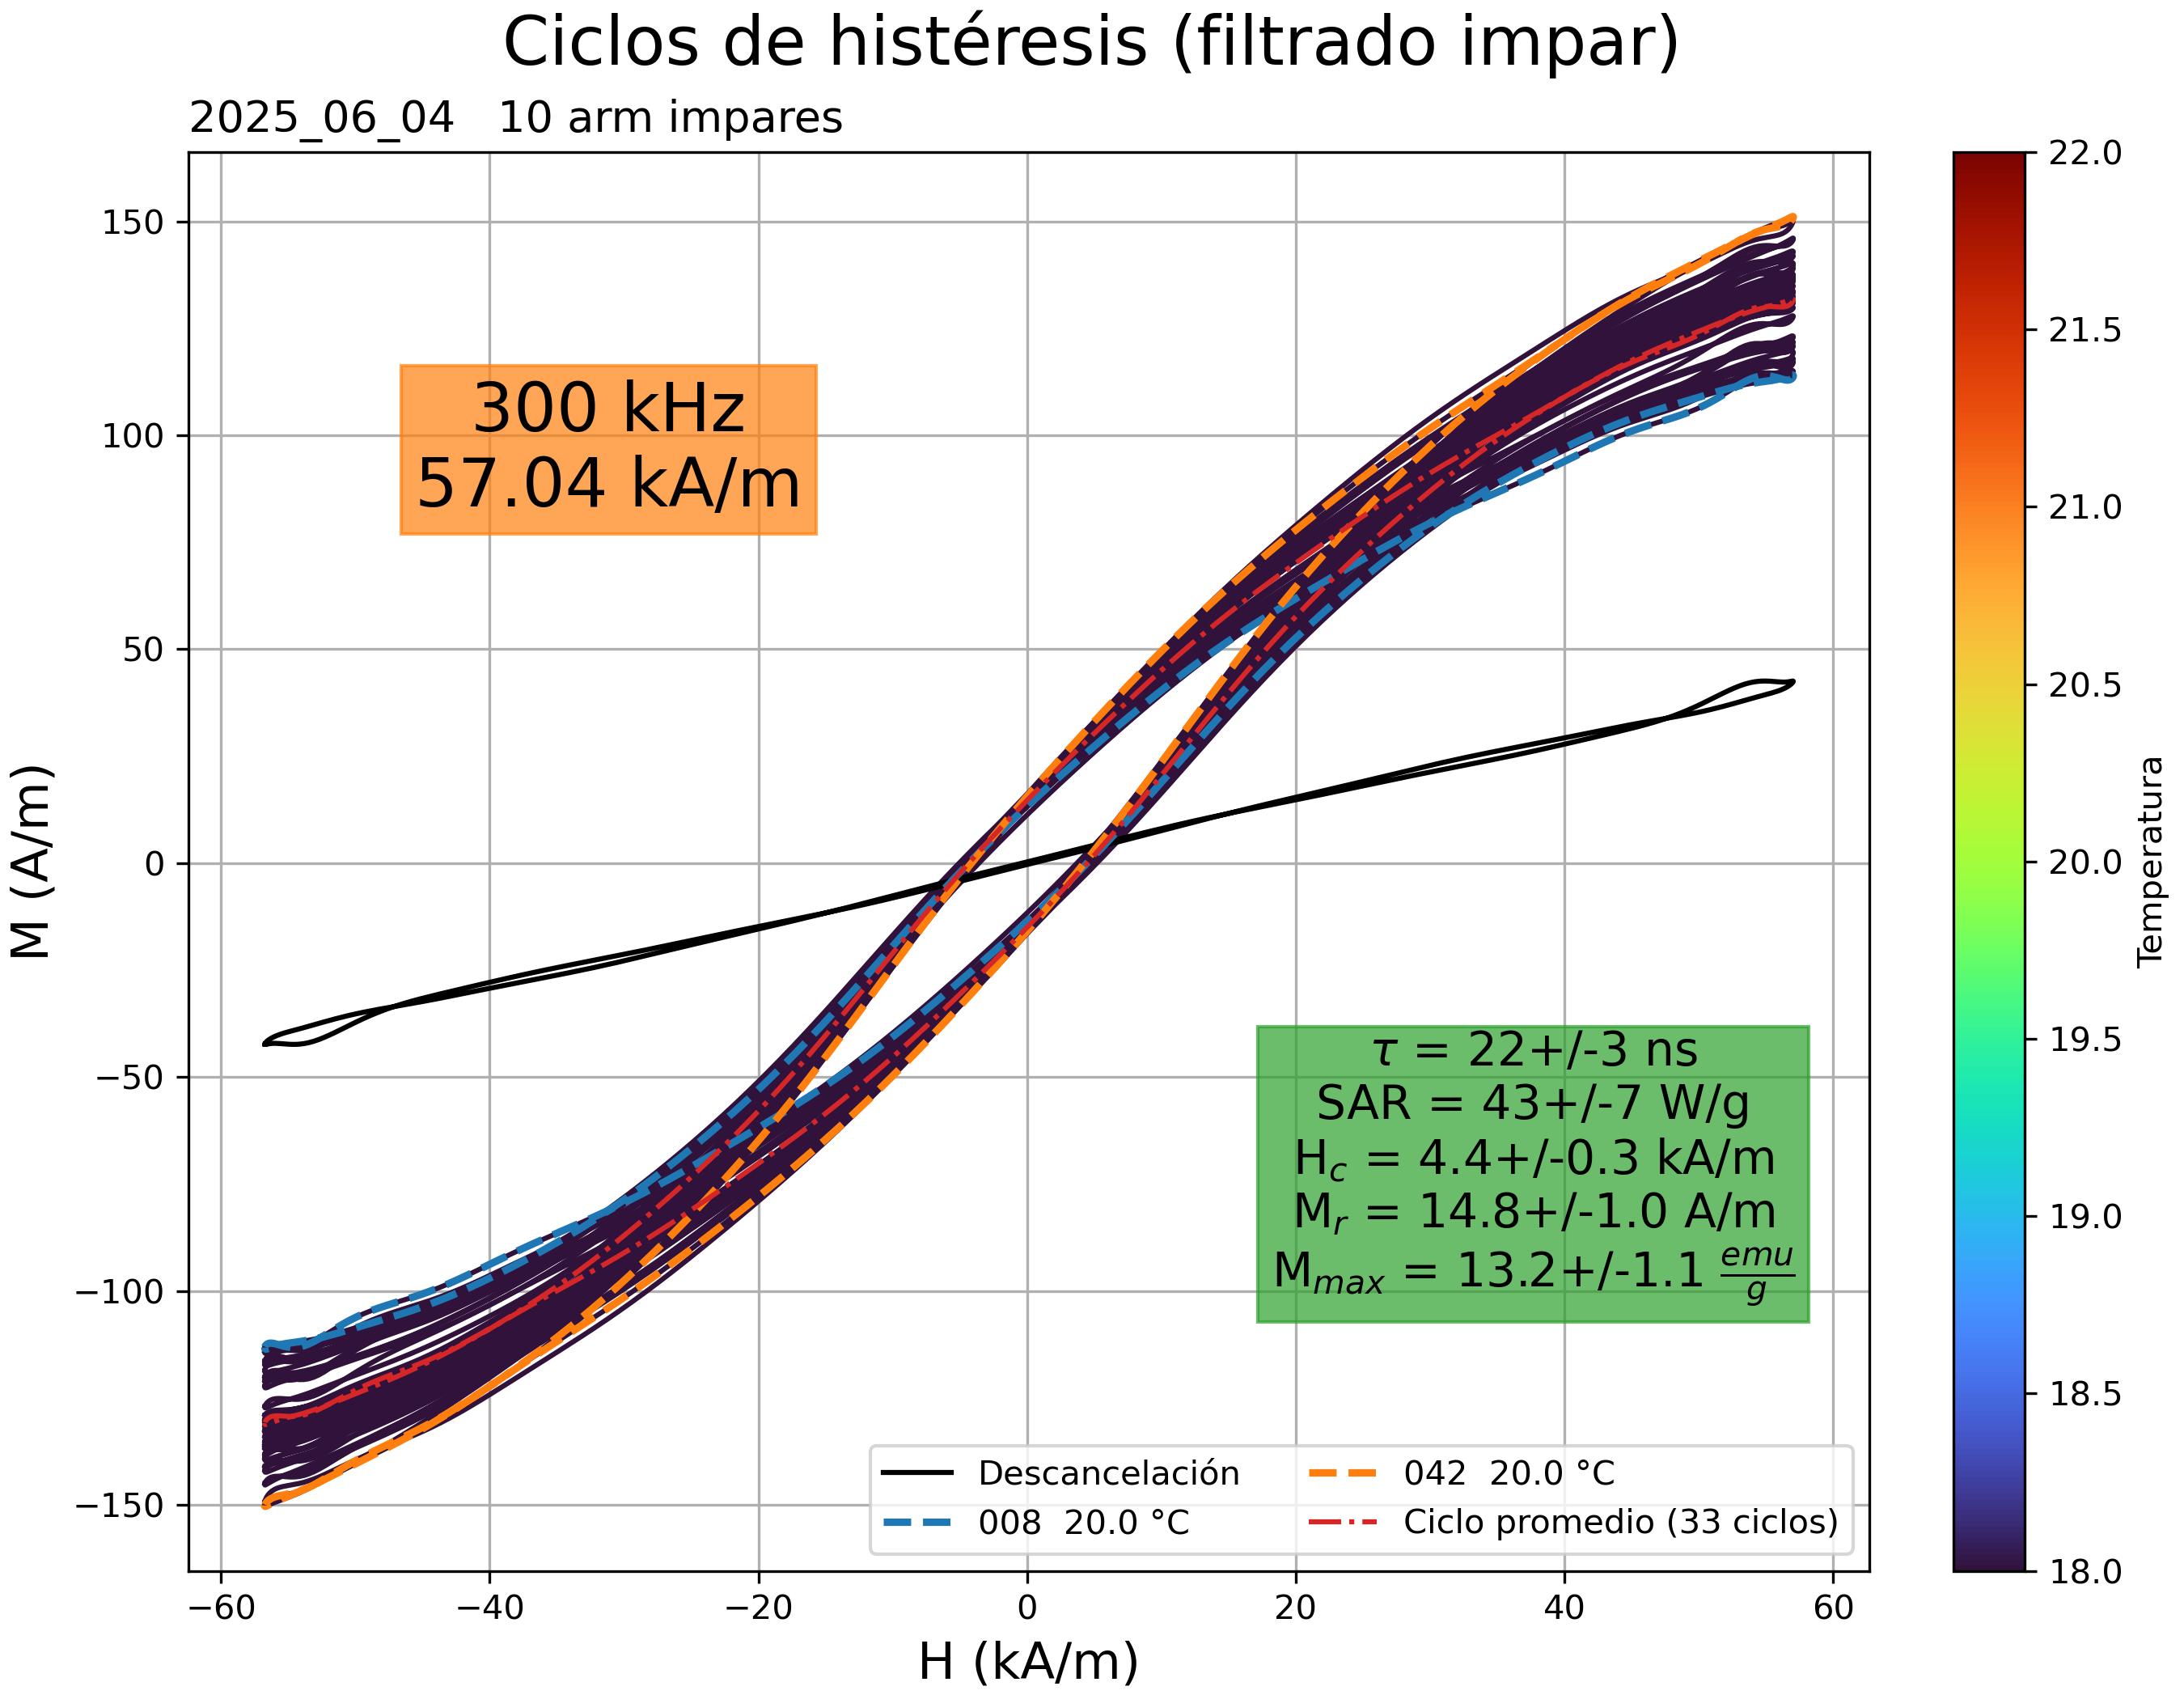 Ciclos de histéresis (filtrado impar)
2025_06_04   10 arm impares
300 kHz
57.04 kA/m
τ = 22+/-3 ns
SAR = 43+/-7 W/g
H_c = 4.4+/-0.3 kA/m
M_r = 14.8+/-1.0 A/m
M_max = 13.2+/-1.1 emu/g
Descancelación
008  20.0 °C
042  20.0 °C
Ciclo promedio (33 ciclos)
M (A/m)
150
100
50
0
−50
−100
−150
−60
−40
−20
0
20
40
60
H (kA/m)
22.0
21.5
21.0
20.5
20.0
19.5
19.0
18.5
18.0
Temperatura